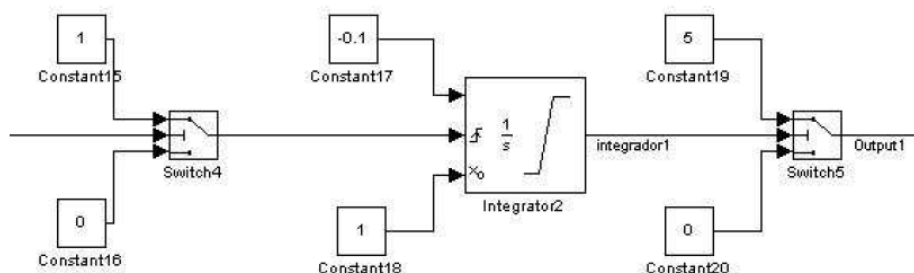 1
Constant15
-0.1
Constant17
5
Constant19
Switch4
1
s
x₀
Integrator2
integrador1
Switch5
Output1
0
Constant16
1
Constant18
0
Constant20